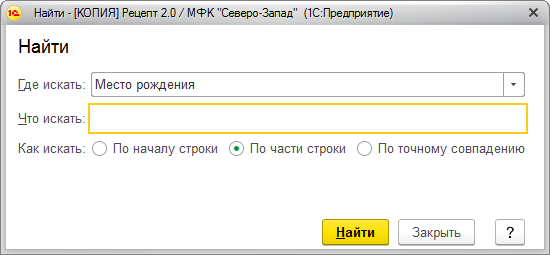 Найти - [КОПИЯ] Рецепт 2.0 / МФК "Северо-Запад" (1С:Предприятие)
Найти
Где искать: Место рождения
Что искать:
Как искать: По началу строки По части строки По точному совпадению
Найти Закрыть ?